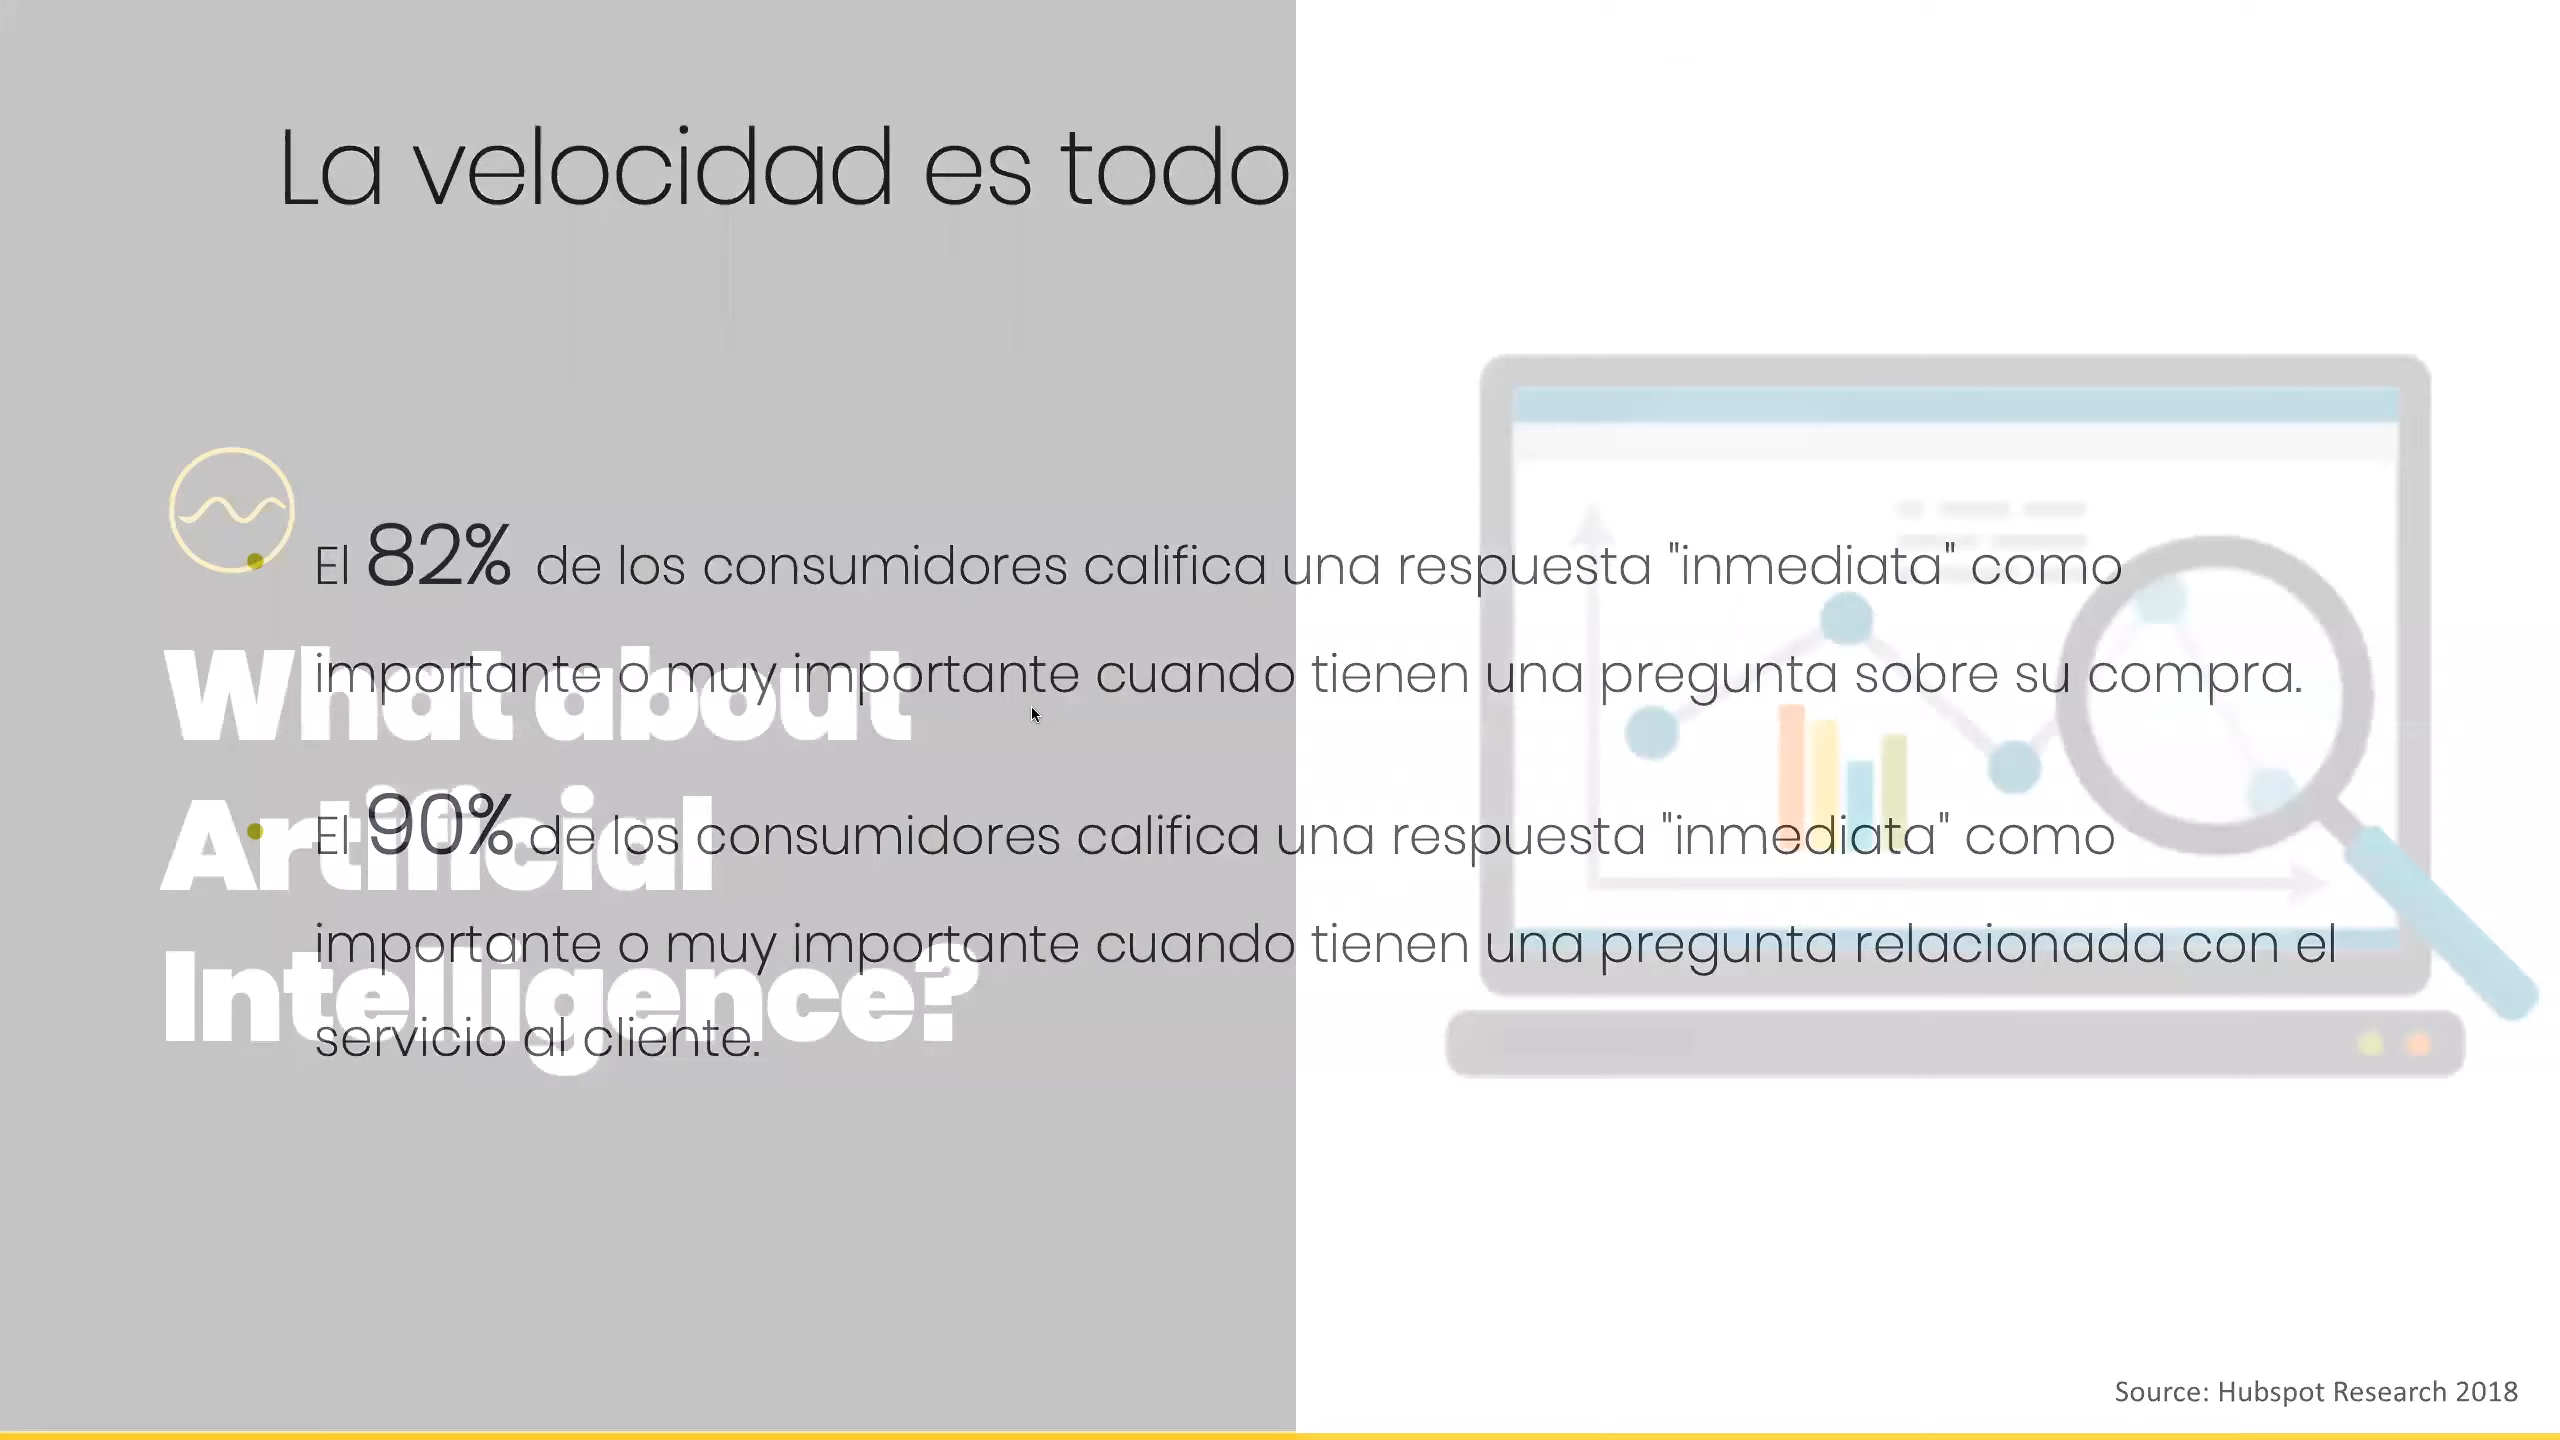 La velocidad es todo
El 82% de los consumidores califica una respuesta "inmediata" como
importante o muy importante cuando tienen una pregunta sobre su compra.
El 90% de los consumidores califica una respuesta "inmediata" como
importante o muy importante cuando tienen una pregunta relacionada con el
servicio al cliente.
What about
Artificial
Intelligence?
Source: Hubspot Research 2018